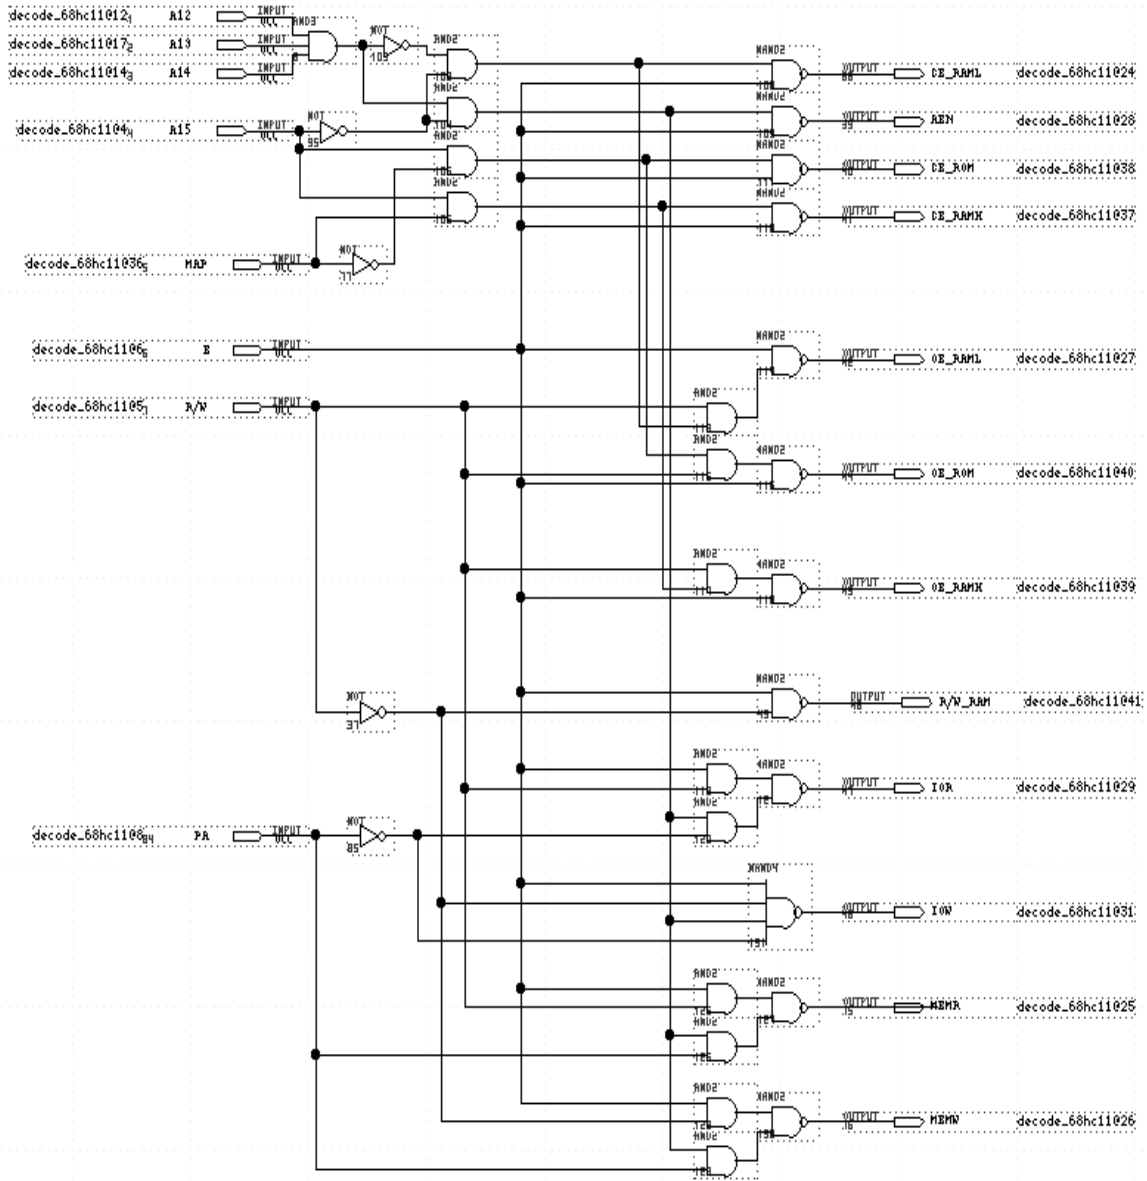 decode_68hc11@12 A12 INPUT VCC
decode_68hc11@17 A13 INPUT VCC
decode_68hc11@14 A14 INPUT VCC
AND3
NOT
AND2
NAND2
OUTPUT CE_RAML decode_68hc11@24
AND2
NAND2
OUTPUT REN decode_68hc11@28
decode_68hc11@4 A15 INPUT VCC
NOT
95
AND2
NAND2
OUTPUT CE_ROM decode_68hc11@38
AND2
NAND2
OUTPUT CE_RAMH decode_68hc11@37
decode_68hc11@36 MAP INPUT VCC
NOT
77
decode_68hc11@6 E INPUT VCC
NAND2
OUTPUT OE_RAML decode_68hc11@27
decode_68hc11@5 R/W INPUT VCC
AND2
AND2
NAND2
OUTPUT OE_ROM decode_68hc11@40
AND2
NAND2
OUTPUT OE_RAMH decode_68hc11@39
NOT
37
NAND2
OUTPUT R/W_RAM decode_68hc11@41
AND2
NAND2
OUTPUT IOR decode_68hc11@29
decode_68hc11@8 PA INPUT VCC
NOT
85
AND2
NAND4
OUTPUT IOW decode_68hc11@31
AND2
NAND2
OUTPUT MEMR decode_68hc11@25
AND2
AND2
NAND2
OUTPUT MEMW decode_68hc11@26
AND2